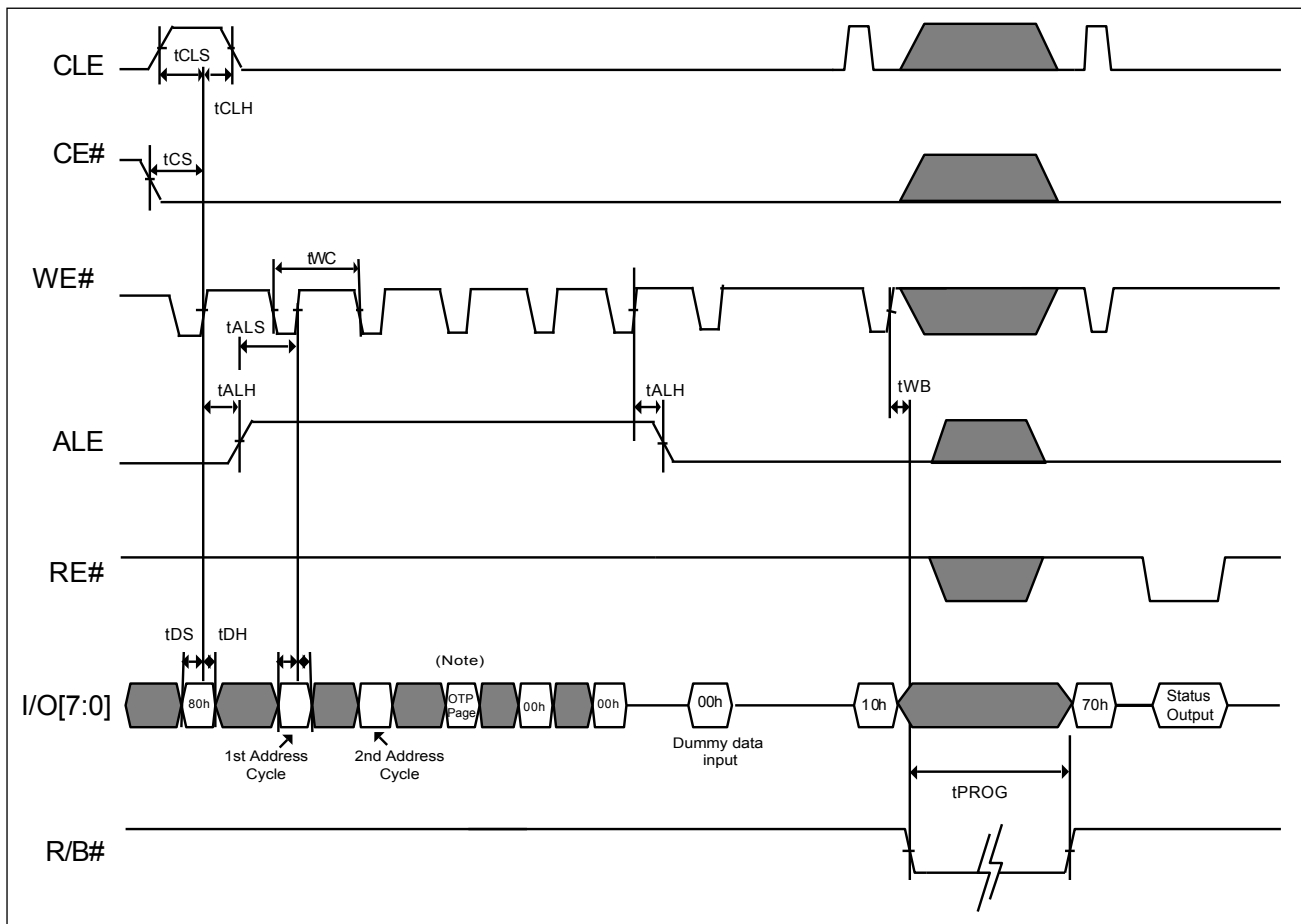 CLE
tCLS
tCLH
CE#
tCS
WE#
tWC
tALS
tALH
tALH
tWB
ALE
RE#
tDS
tDH
(Note)
I/O[7:0]
80h
OTP
Page
00h
00h
00h
10h
70h
Status
Output
1st Address
Cycle
2nd Address
Cycle
Dummy data
input
tPROG
R/B#